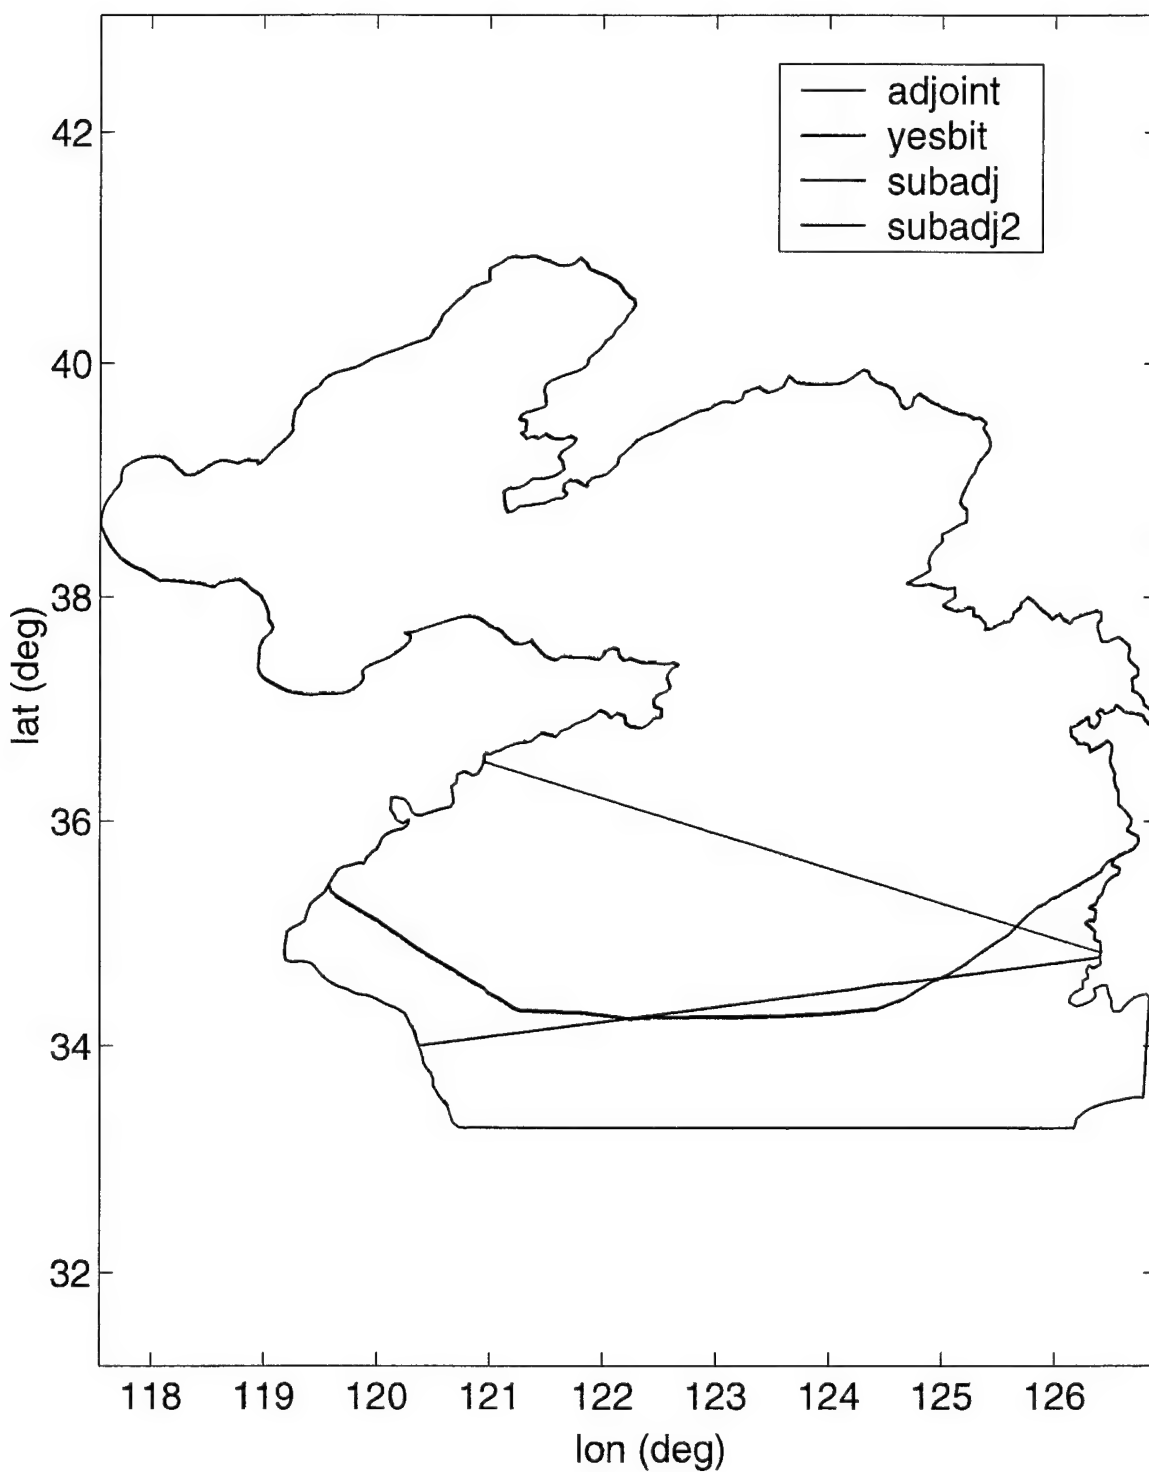 adjoint
yesbit
subadj
subadj2
42
40
38
36
34
32
lat (deg)
118 119 120 121 122 123 124 125 126
lon (deg)